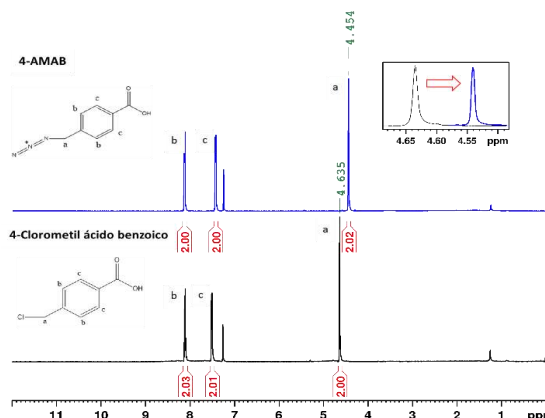 4-AMAB
4.454
a
b
c
O
OH
c
b
c
b
a
N
N
+
N
4.65 4.60 4.55 ppm
2.00
2.00
2.02
4-Clorometil ácido benzoico
4.635
a
b
c
O
OH
c
b
c
b
a
Cl
2.03
2.01
2.00
11 10 9 8 7 6 5 4 3 2 1 ppm